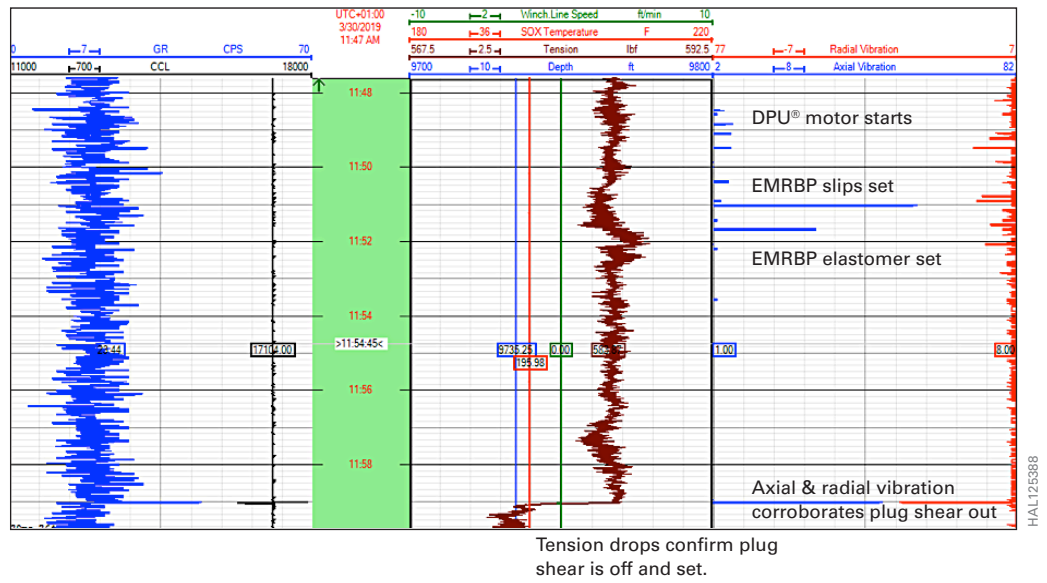 UTC+01:00
3/30/2019
11:47 AM
-10 2 Winch.Line Speed ft/min 10
180 36 SOX Temperature F 220
0 7 GR CPS 70
567.5 2.5 Tension lbf 592.5
77 -7 Radial Vibration 7
11000 700 CCL 18000
9700 10 Depth ft 9800
2 8 Axial Vibration 82
11:48
DPU® motor starts
11:50
EMRBP slips set
11:52
EMRBP elastomer set
11:54
>11:54:45<
17104.00
9735.25
0.00
1.00
8.00
195.98
11:56
11:58
Axial & radial vibration
corroborates plug shear out
Tension drops confirm plug
shear is off and set.
HAL125388